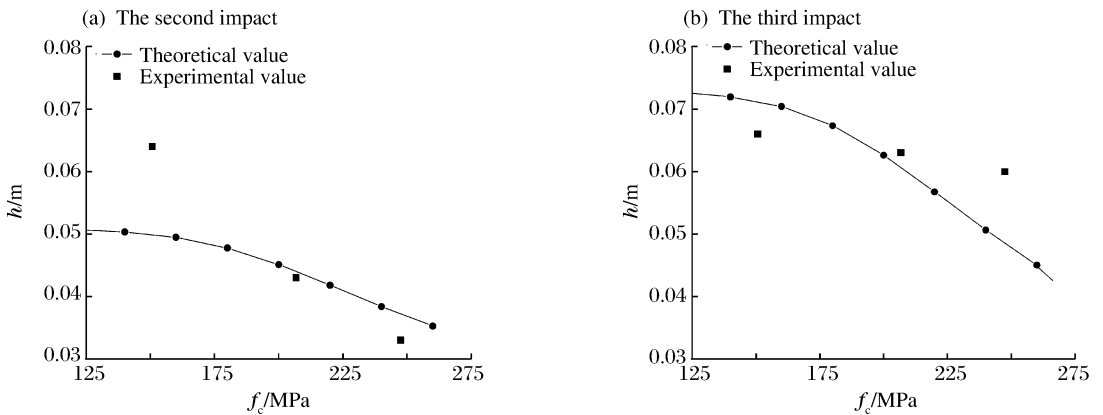 (a) The second impact
0.08
Theoretical value
Experimental value
0.07
0.06
0.05
0.04
0.03
h/m
125
175
225
275
fc/MPa
(b) The third impact
0.08
Theoretical value
Experimental value
0.07
0.06
0.05
0.04
0.03
h/m
125
175
225
275
fc/MPa